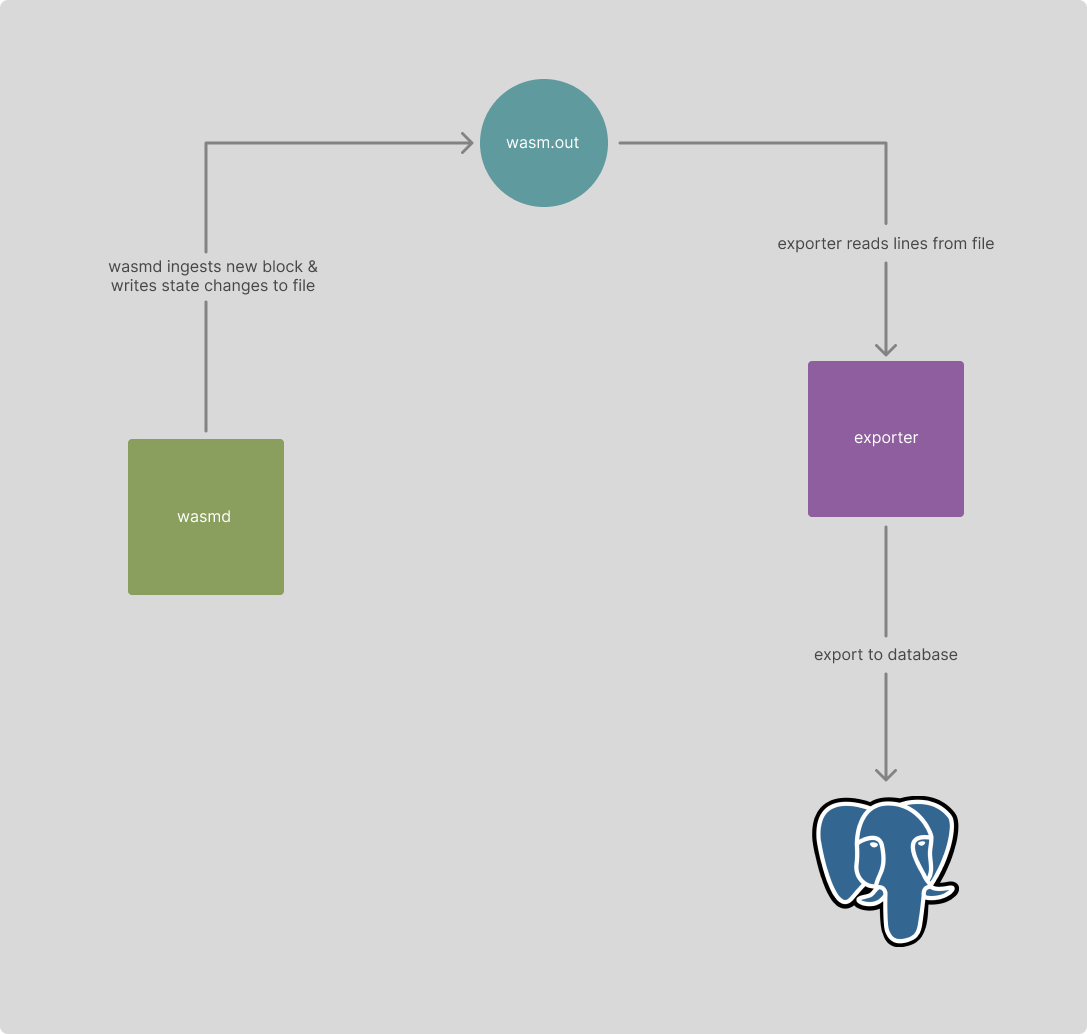 wasm.out
exporter reads lines from file
wasmd ingests new block &
writes state changes to file
exporter
wasmd
export to database